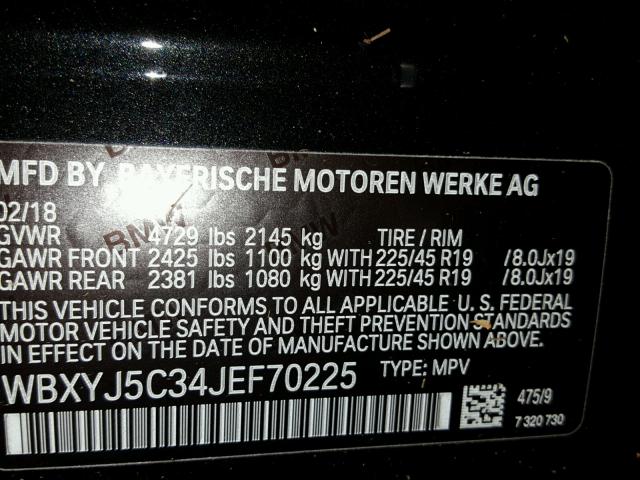 MFD BY BAYERISCHE MOTOREN WERKE AG
BMW BMW
02/18
GVWR 4729 lbs 2145 kg TIRE / RIM
GAWR FRONT 2425 lbs 1100 kg WITH 225/45 R19 /8.0Jx19
GAWR REAR 2381 lbs 1080 kg WITH 225/45 R19 /8.0Jx19
THIS VEHICLE CONFORMS TO ALL APPLICABLE U. S. FEDERAL
MOTOR VEHICLE SAFETY AND THEFT PREVENTION STANDARDS
IN EFFECT ON THE DATE OF MANUFACTURE SHOWN ABOVE.
WBXYJ5C34JEF70225 TYPE: MPV
475/9
7 320 730